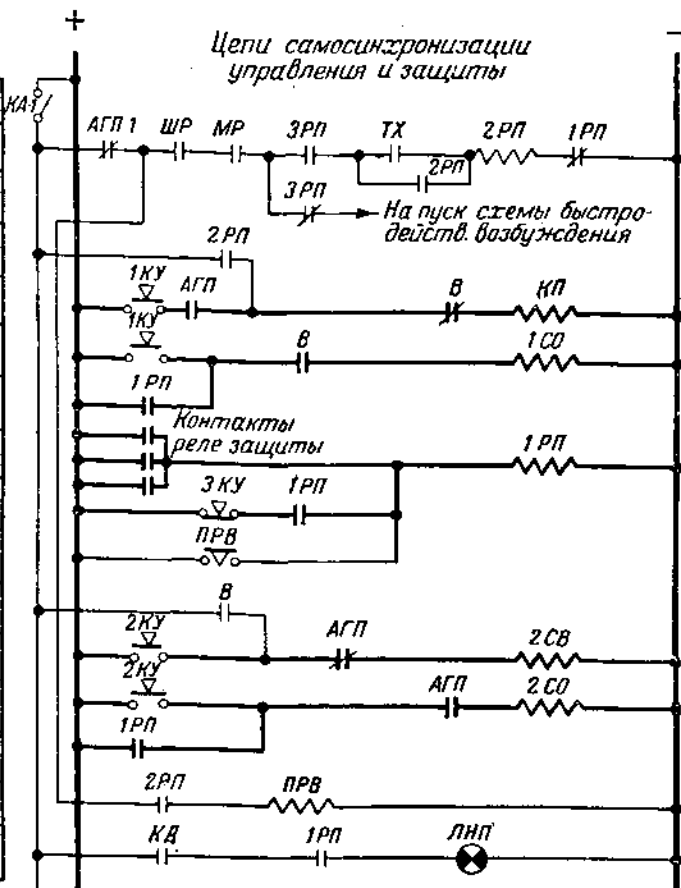 +
−
Цепи самосинхронизации
управления и защиты
КА
АГП 1 ШР МР 3РП ТХ 2РП 1РП
2РП
3РП
На пуск схемы быстро-
действ. возбуждения
2РП
1КУ АГП В КП
1КУ В 1СО
1РП
Контакты
реле защиты
1РП
3КУ 1РП
ПРВ
В
2КУ АГП 2СВ
2КУ АГП 2СО
1РП
2РП ПРВ
КВ 1РП ЛНП